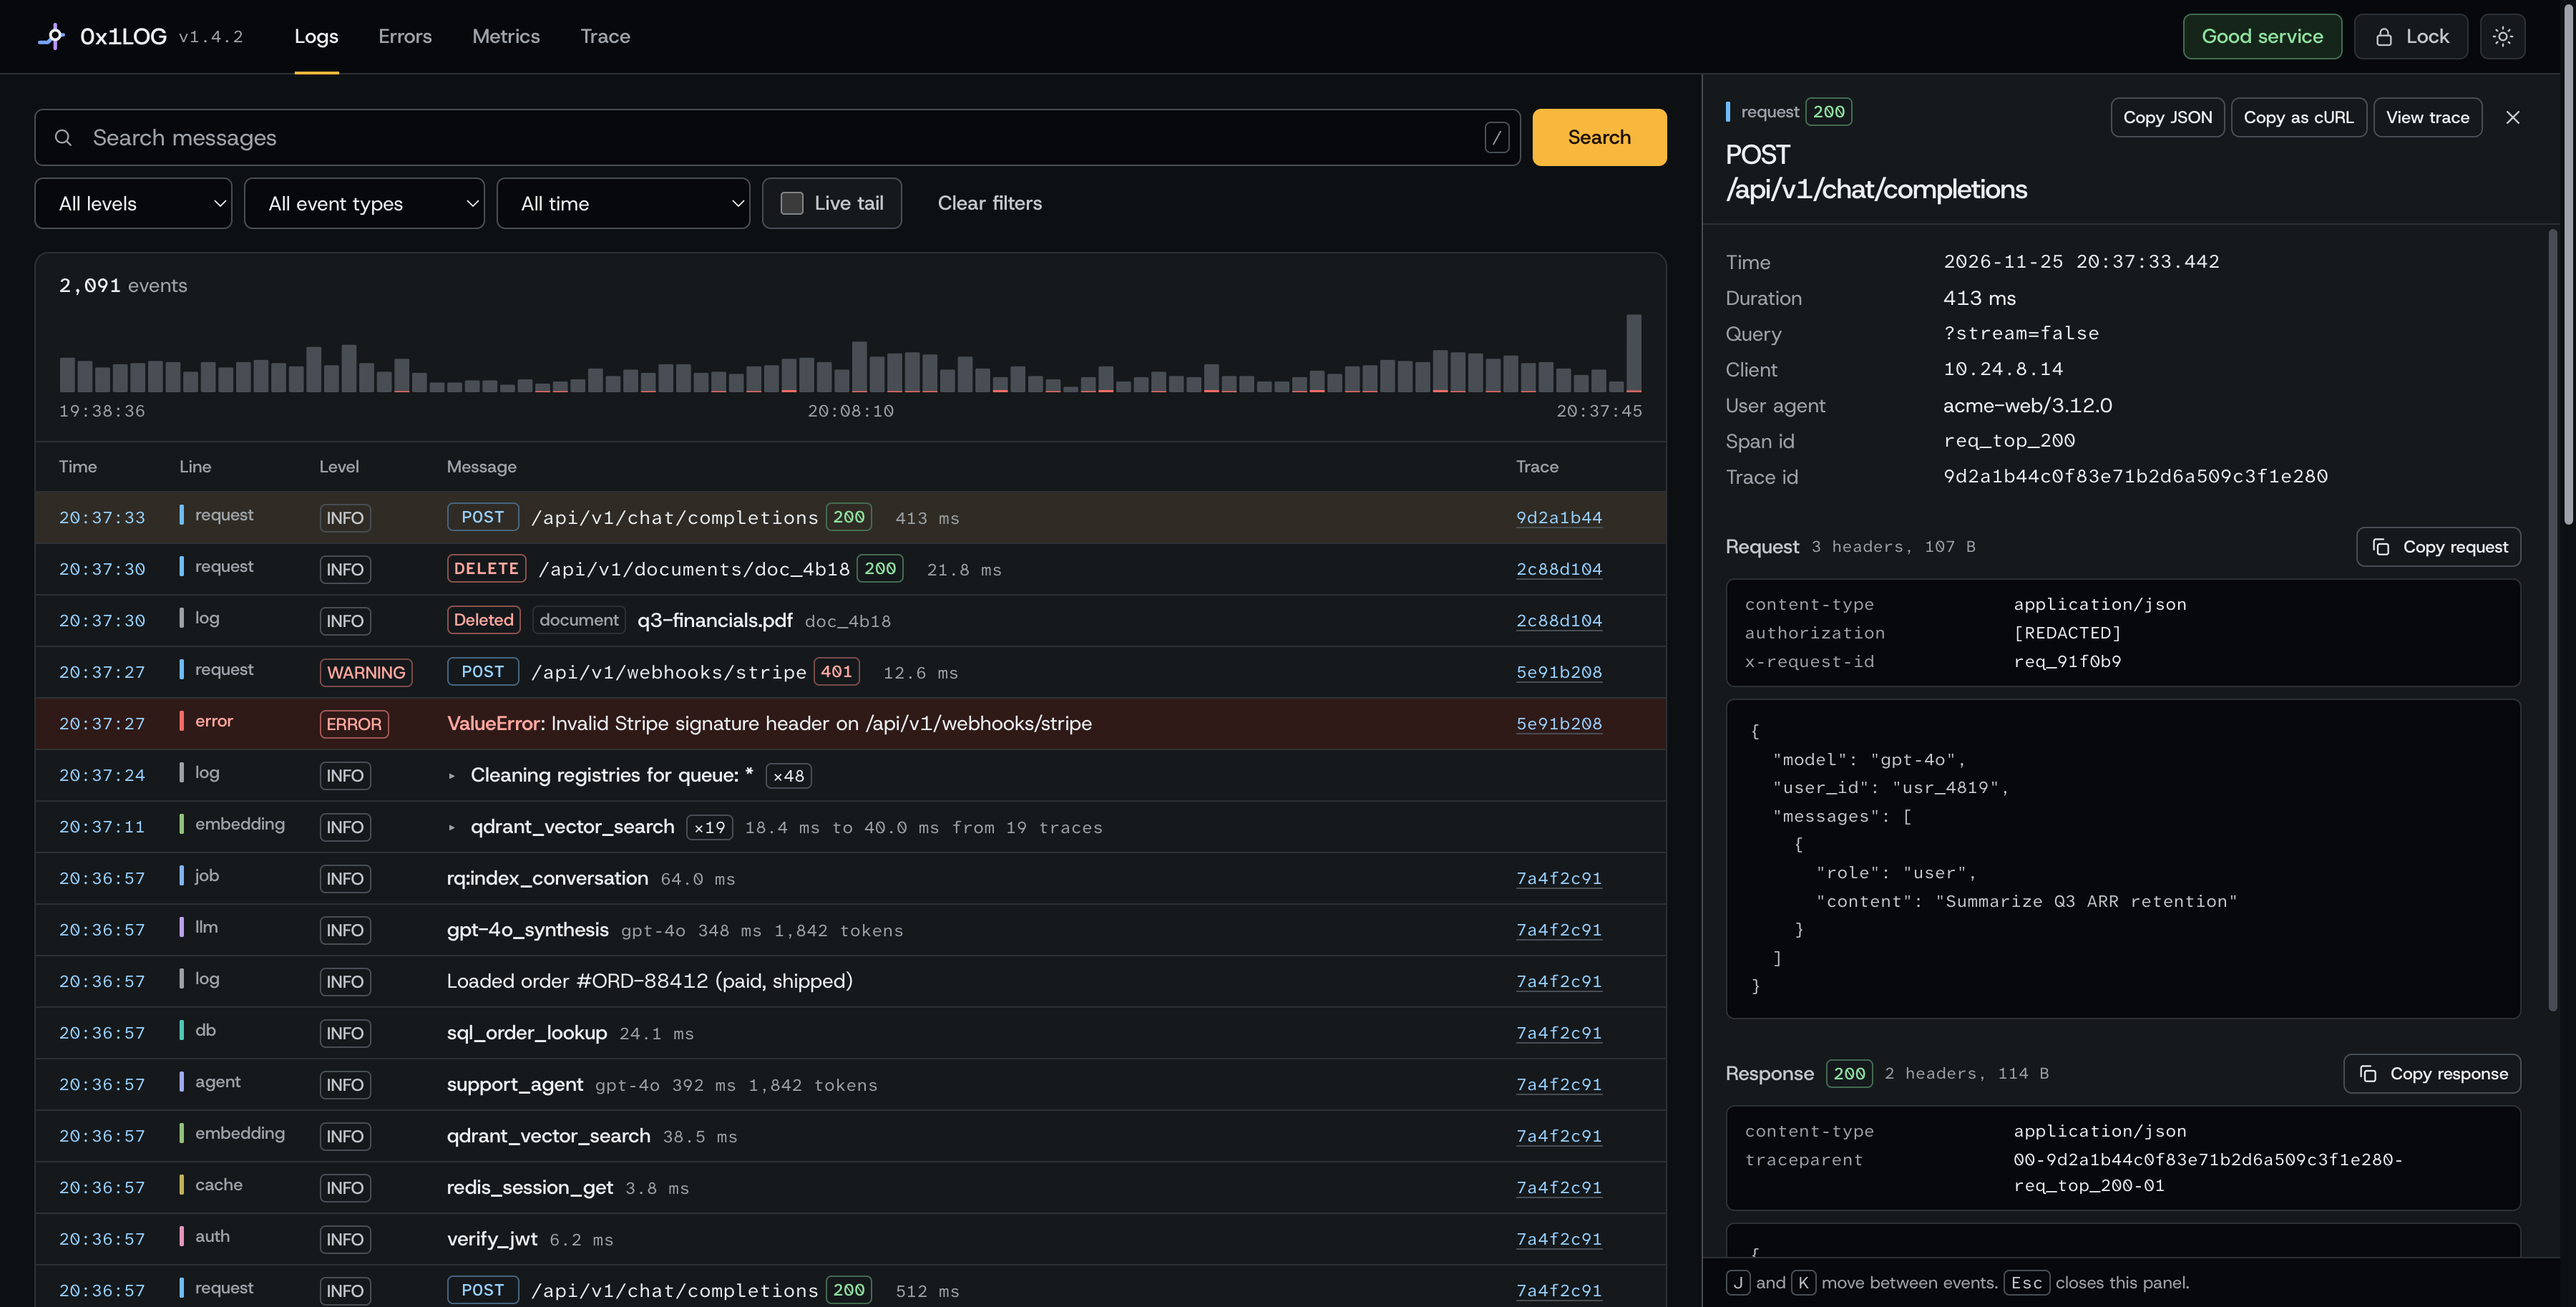 0x1LOG v1.4.2 Logs Errors Metrics Trace Good service Lock
Search messages / Search
All levels All event types All time Live tail Clear filters
2,091 events
19:38:36 20:08:10 20:37:45
Time Line Level Message Trace
20:37:33 request INFO POST /api/v1/chat/completions 200 413 ms 9d2a1b44
20:37:30 request INFO DELETE /api/v1/documents/doc_4b18 200 21.8 ms 2c88d104
20:37:30 log INFO Deleted document q3-financials.pdf doc_4b18 2c88d104
20:37:27 request WARNING POST /api/v1/webhooks/stripe 401 12.6 ms 5e91b208
20:37:27 error ERROR ValueError: Invalid Stripe signature header on /api/v1/webhooks/stripe 5e91b208
20:37:24 log INFO ▸ Cleaning registries for queue: * ×48
20:37:11 embedding INFO ▸ qdrant_vector_search ×19 18.4 ms to 40.0 ms from 19 traces
20:36:57 job INFO rq:index_conversation 64.0 ms 7a4f2c91
20:36:57 llm INFO gpt-4o_synthesis gpt-4o 348 ms 1,842 tokens 7a4f2c91
20:36:57 log INFO Loaded order #ORD-88412 (paid, shipped) 7a4f2c91
20:36:57 db INFO sql_order_lookup 24.1 ms 7a4f2c91
20:36:57 agent INFO support_agent gpt-4o 392 ms 1,842 tokens 7a4f2c91
20:36:57 embedding INFO qdrant_vector_search 38.5 ms 7a4f2c91
20:36:57 cache INFO redis_session_get 3.8 ms 7a4f2c91
20:36:57 auth INFO verify_jwt 6.2 ms 7a4f2c91
20:36:57 request INFO POST /api/v1/chat/completions 200 512 ms 7a4f2c91
request 200 Copy JSON Copy as cURL View trace
POST
/api/v1/chat/completions
Time 2026-11-25 20:37:33.442
Duration 413 ms
Query ?stream=false
Client 10.24.8.14
User agent acme-web/3.12.0
Span id req_top_200
Trace id 9d2a1b44c0f83e71b2d6a509c3f1e280
Request 3 headers, 107 B Copy request
content-type application/json
authorization [REDACTED]
x-request-id req_91f0b9
{
"model": "gpt-4o",
"user_id": "usr_4819",
"messages": [
{
"role": "user",
"content": "Summarize Q3 ARR retention"
}
]
}
Response 200 2 headers, 114 B Copy response
content-type application/json
traceparent 00-9d2a1b44c0f83e71b2d6a509c3f1e280-
req_top_200-01
{
J and K move between events. Esc closes this panel.